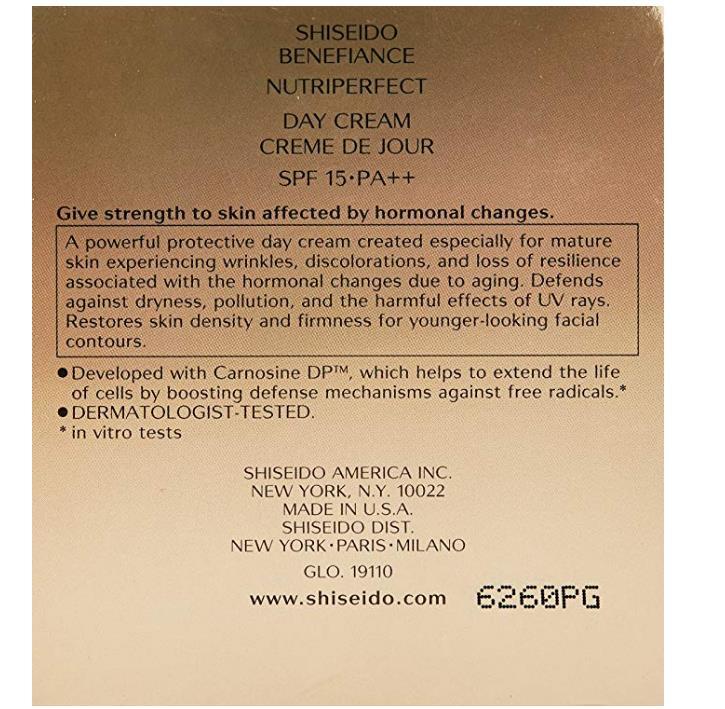 SHISEIDO
BENEFIANCE
NUTRIPERFECT
DAY CREAM
CREME DE JOUR
SPF 15·PA++
Give strength to skin affected by hormonal changes.
A powerful protective day cream created especially for mature
skin experiencing wrinkles, discolorations, and loss of resilience
associated with the hormonal changes due to aging. Defends
against dryness, pollution, and the harmful effects of UV rays.
Restores skin density and firmness for younger-looking facial
contours.
●Developed with Carnosine DP™, which helps to extend the life
of cells by boosting defense mechanisms against free radicals.*
●DERMATOLOGIST-TESTED.
* in vitro tests
SHISEIDO AMERICA INC.
NEW YORK, N.Y. 10022
MADE IN U.S.A.
SHISEIDO DIST.
NEW YORK·PARIS·MILANO
GLO. 19110
www.shiseido.com 6260PG